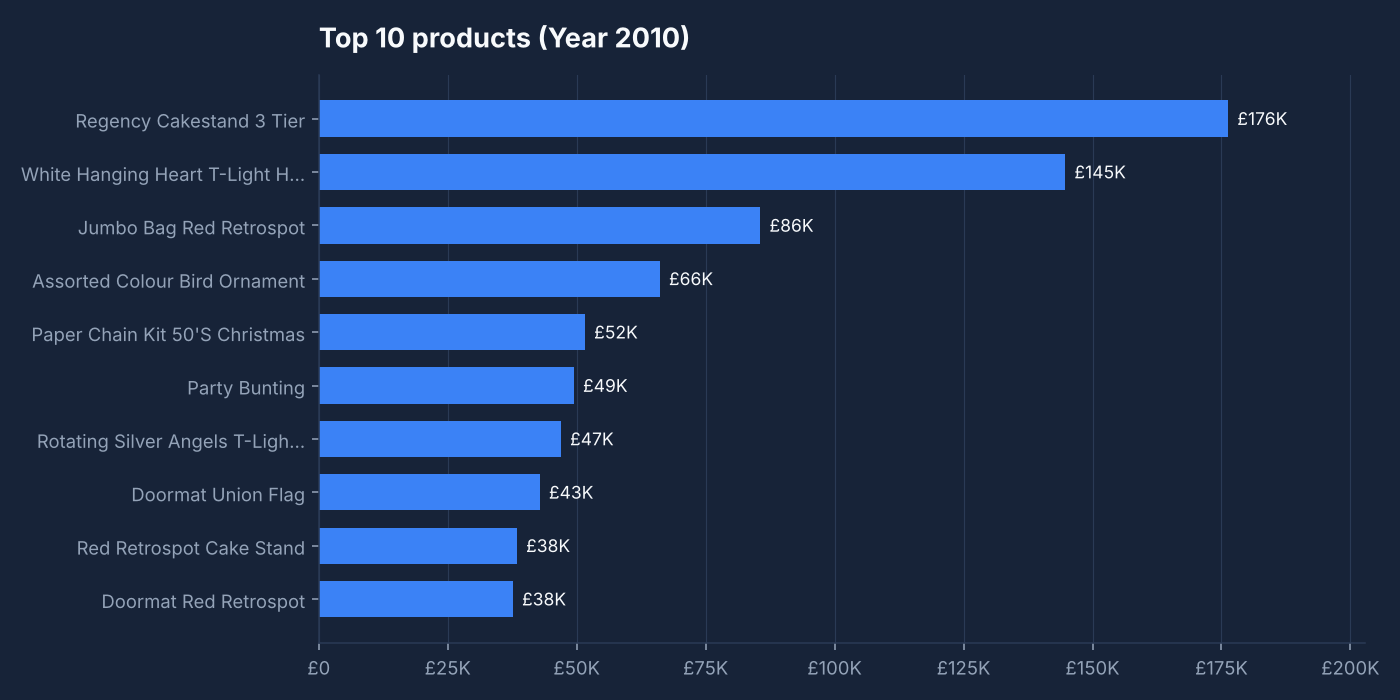 Top 10 products (Year 2010)
Regency Cakestand 3 Tier £176K
White Hanging Heart T-Light H... £145K
Jumbo Bag Red Retrospot £86K
Assorted Colour Bird Ornament £66K
Paper Chain Kit 50'S Christmas £52K
Party Bunting £49K
Rotating Silver Angels T-Ligh... £47K
Doormat Union Flag £43K
Red Retrospot Cake Stand £38K
Doormat Red Retrospot £38K
£0 £25K £50K £75K £100K £125K £150K £175K £200K